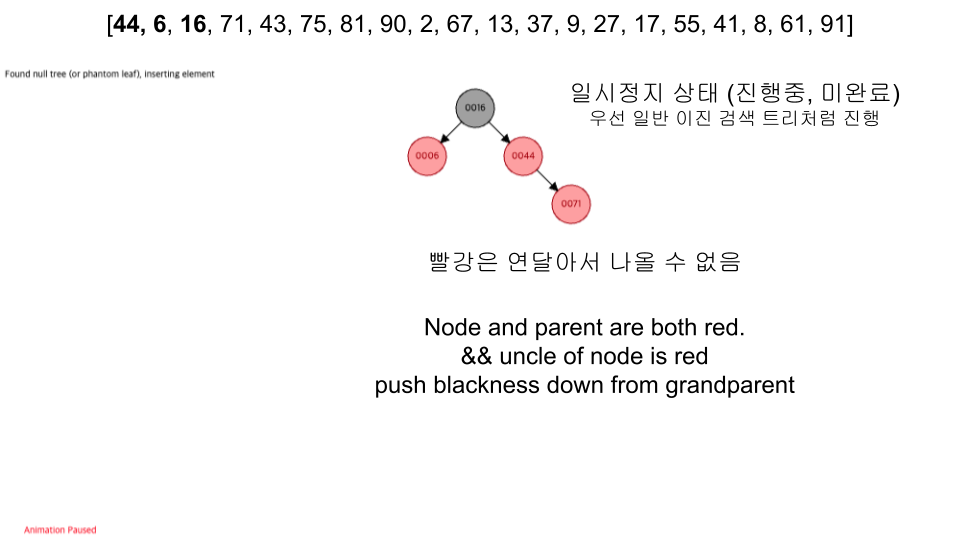 [44, 6, 16, 71, 43, 75, 81, 90, 2, 67, 13, 37, 9, 27, 17, 55, 41, 8, 61, 91]
Found null tree (or phantom leaf), inserting element
일시정지 상태 (진행중, 미완료)
우선 일반 이진 검색 트리처럼 진행
0016
0006
0044
0071
빨강은 연달아서 나올 수 없음
Node and parent are both red.
&& uncle of node is red
push blackness down from grandparent
Animation Paused